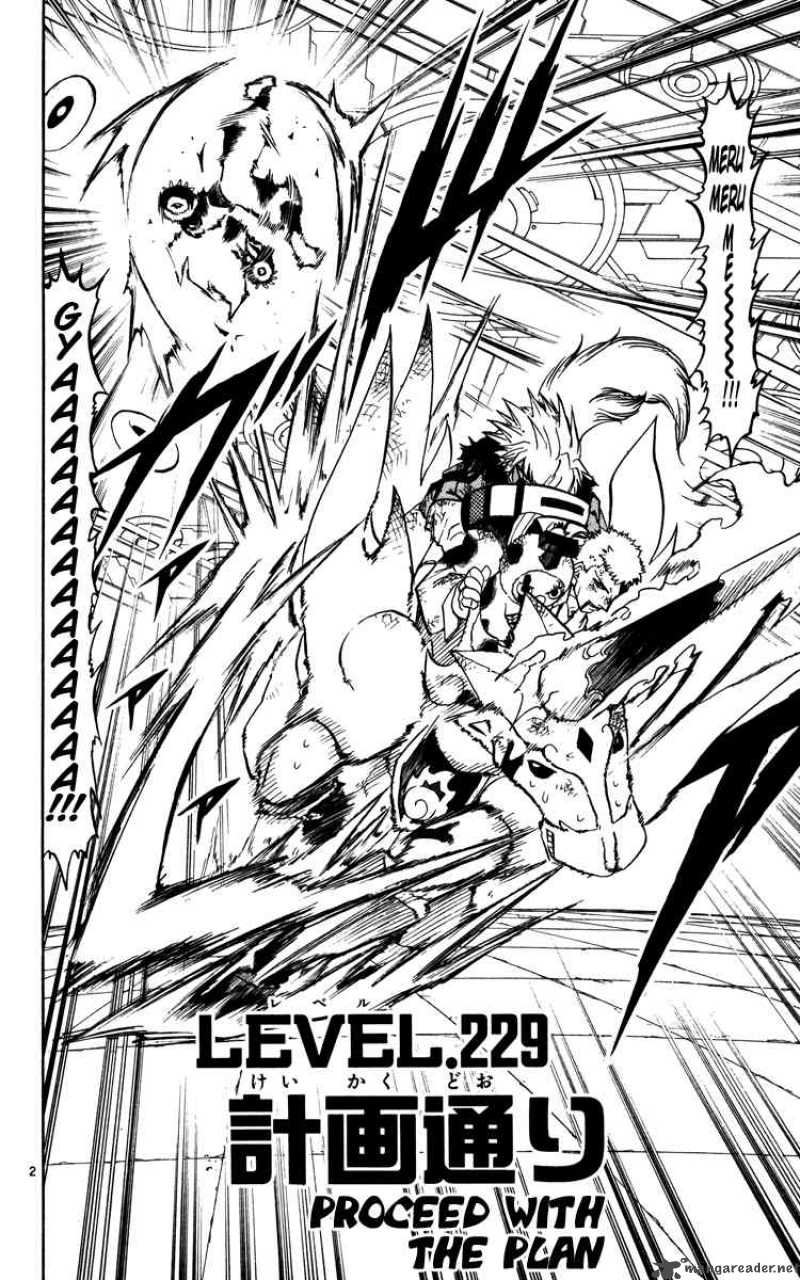 MERU
MERU
ME~~~!!!
GYAAAAAAAAAAAAAAAA!!!
レベル
LEVEL.229
けいかくどお
計画通り
PROCEED WITH
THE PLAN
2
mangareader.net